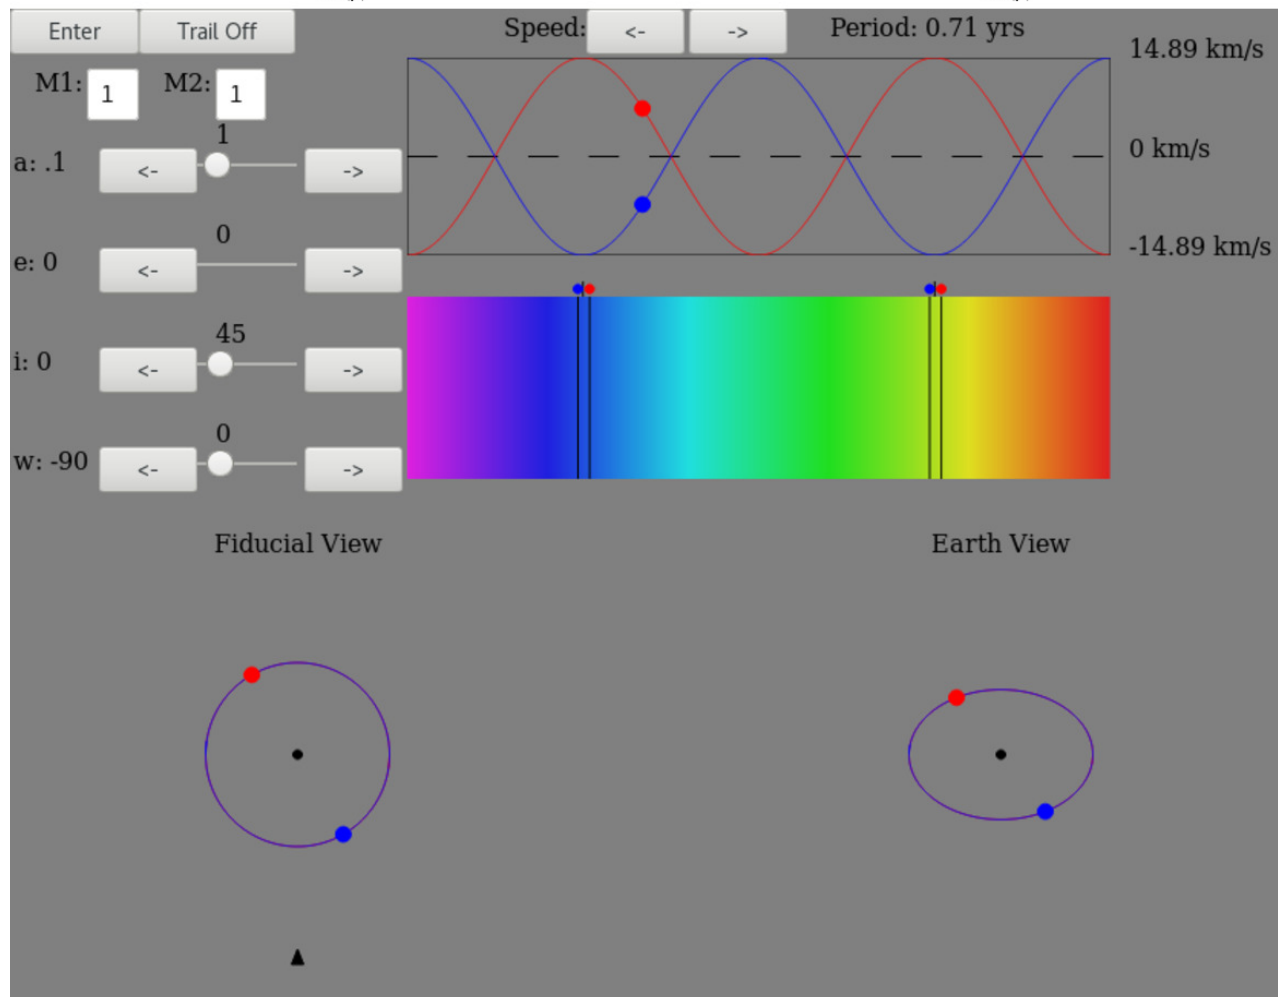 Enter Trail Off Speed: <- -> Period: 0.71 yrs
14.89 km/s
M1: 1 M2: 1
1
a: .1 <- -> 0 km/s
0
e: 0 <- -> -14.89 km/s
45
i: 0 <- ->
0
w: -90 <- ->
Fiducial View Earth View